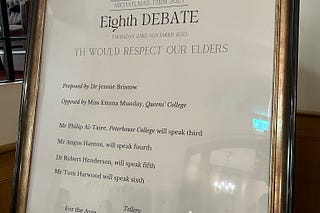 MICHAELMAS TERM 2023
Eighth DEBATE
THURSDAY 23RD NOVEMBER 2023
TH WOULD RESPECT OUR ELDERS
Proposed by Dr Jennie Bristow
Opposed by Miss Emma Munday, Queens' College
Mr Philip Al-Taiee, Peterhouse College will speak third
Mr Angus Hanton, will speak fourth
Dr Robert Henderson, will speak fifth
Mr Tom Harwood will speak sixth
Tellers
For the Ayes